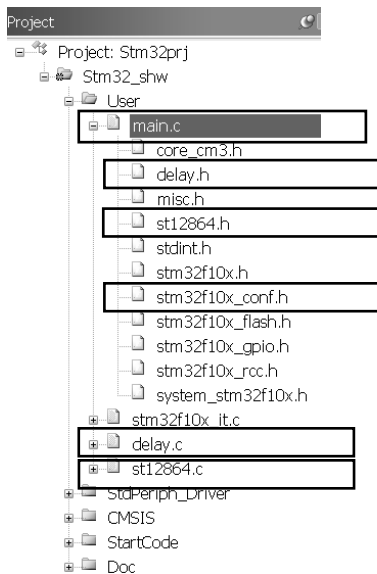 Project
Project: Stm32prj
Stm32_shw
User
main.c
core_cm3.h
delay.h
misc.h
st12864.h
stdint.h
stm32f10x.h
stm32f10x_conf.h
stm32f10x_flash.h
stm32f10x_gpio.h
stm32f10x_rcc.h
system_stm32f10x.h
stm32f10x_it.c
delay.c
st12864.c
StdPeriph_Driver
CMSIS
StartCode
Doc